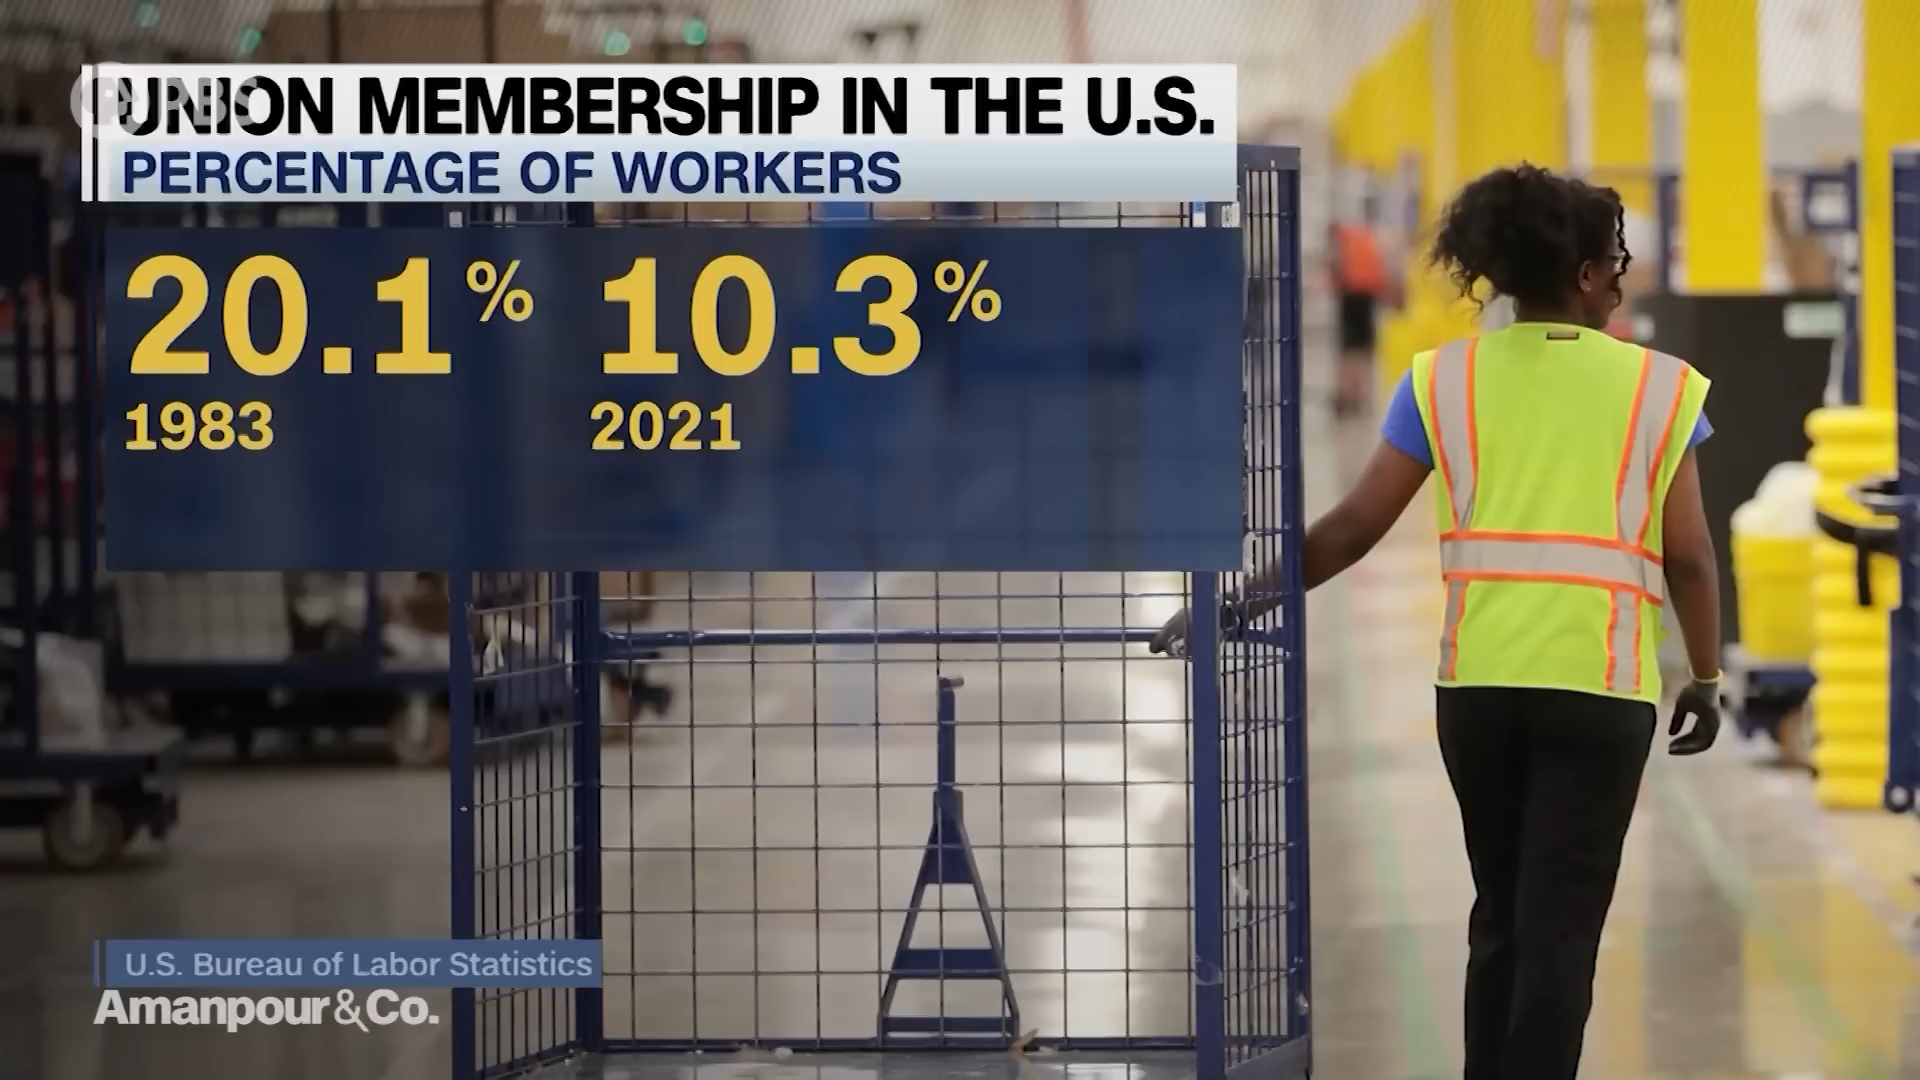 PBS
UNION MEMBERSHIP IN THE U.S.
PERCENTAGE OF WORKERS
20.1% 10.3%
1983 2021
U.S. Bureau of Labor Statistics
Amanpour&Co.